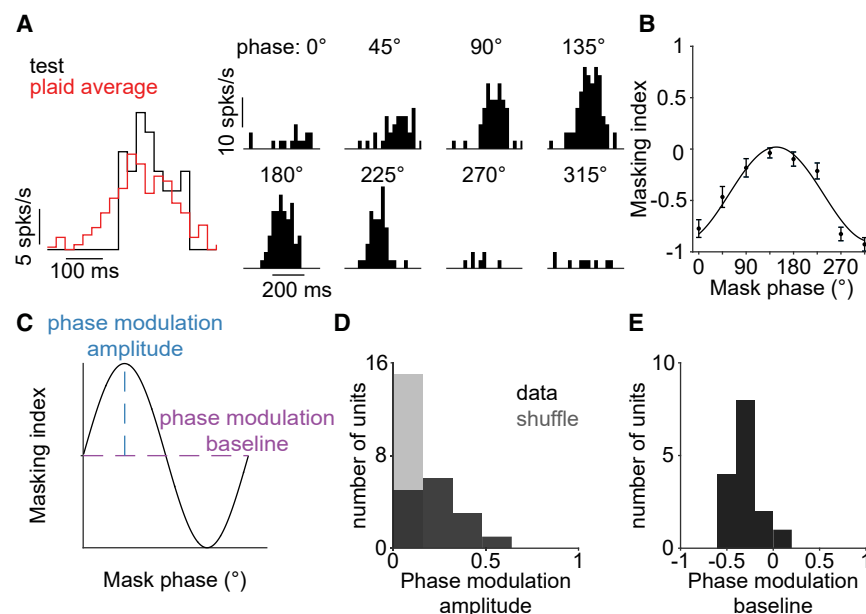 A
test
plaid average
5 spks/s
100 ms
phase: 0° 45° 90° 135°
10 spks/s
180° 225° 270° 315°
200 ms
B
Masking index
1
0.5
0
-0.5
-1
0 90 180 270
Mask phase (°)
C
phase modulation
amplitude
phase modulation
baseline
Masking index
Mask phase (°)
D
number of units
16
8
0
data
shuffle
0 0.5 1
Phase modulation
amplitude
E
number of units
10
5
0
-1 -0.5 0 0.5 1
Phase modulation
baseline